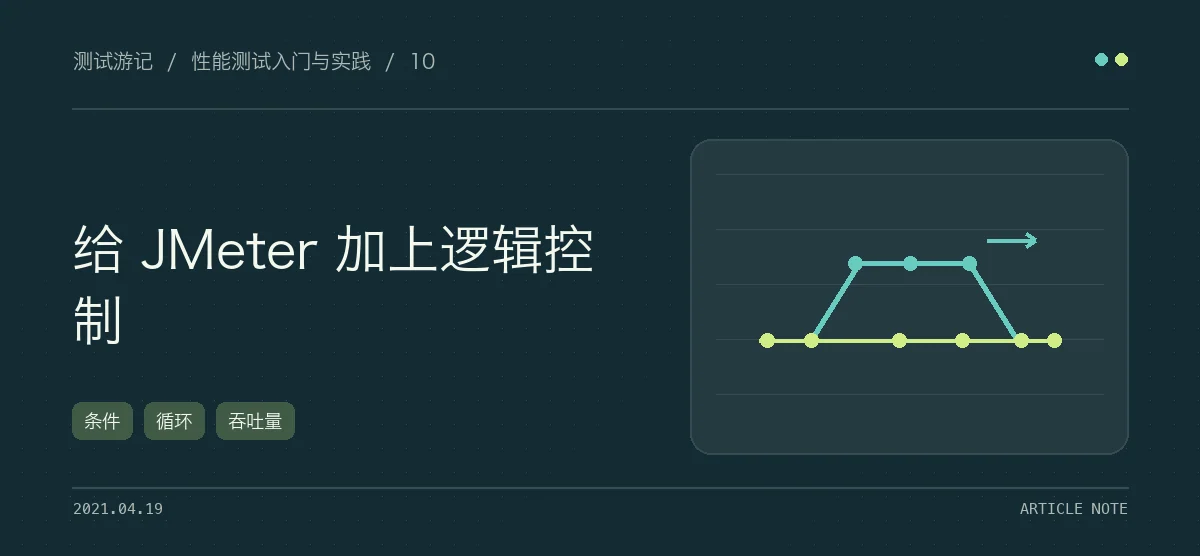 测试游记 / 性能测试入门与实践 / 10
给 JMeter 加上逻辑控
制
条件 循环 吞吐量
2021.04.19 ARTICLE NOTE